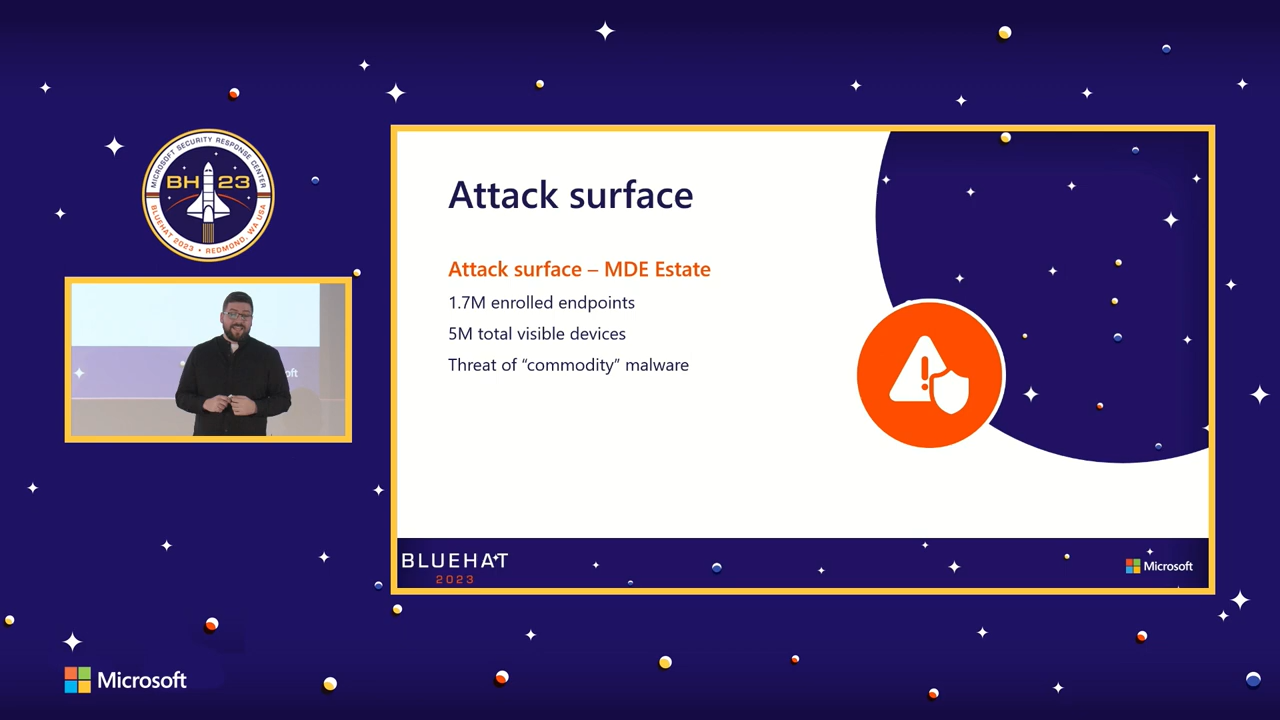 MICROSOFT SECURITY RESPONSE CENTER
BH 23
BLUEHAT 2023 • REDMOND, WA USA
Attack surface
Attack surface – MDE Estate
1.7M enrolled endpoints
5M total visible devices
Threat of “commodity” malware
BLUEHAT
2023
Microsoft
Microsoft